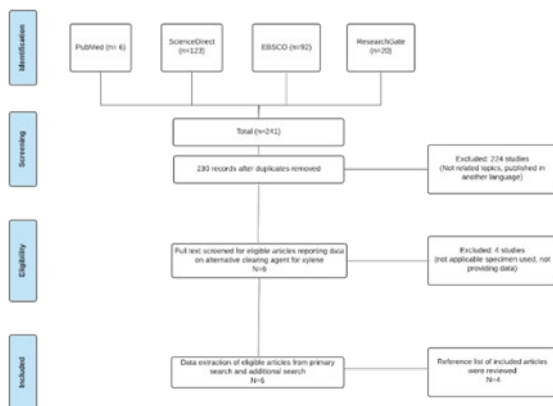 Identification
PubMed (n= 6)
ScienceDirect
(n=123)
EBSCO (n=92)
ResearchGate
(n=20)
Total (n=241)
Screening
230 records after duplicates removed
Excluded: 224 studies
(Not related topics, published in
another language)
Eligibility
Full text screened for eligible articles reporting data
on alternative clearing agent for xylene
N=6
Excluded: 4 studies
(not applicable specimen used, not
providing data)
Included
Data extraction of eligible articles from primary
search and additional search
N=6
Reference list of included articles
were reviewed
N=4